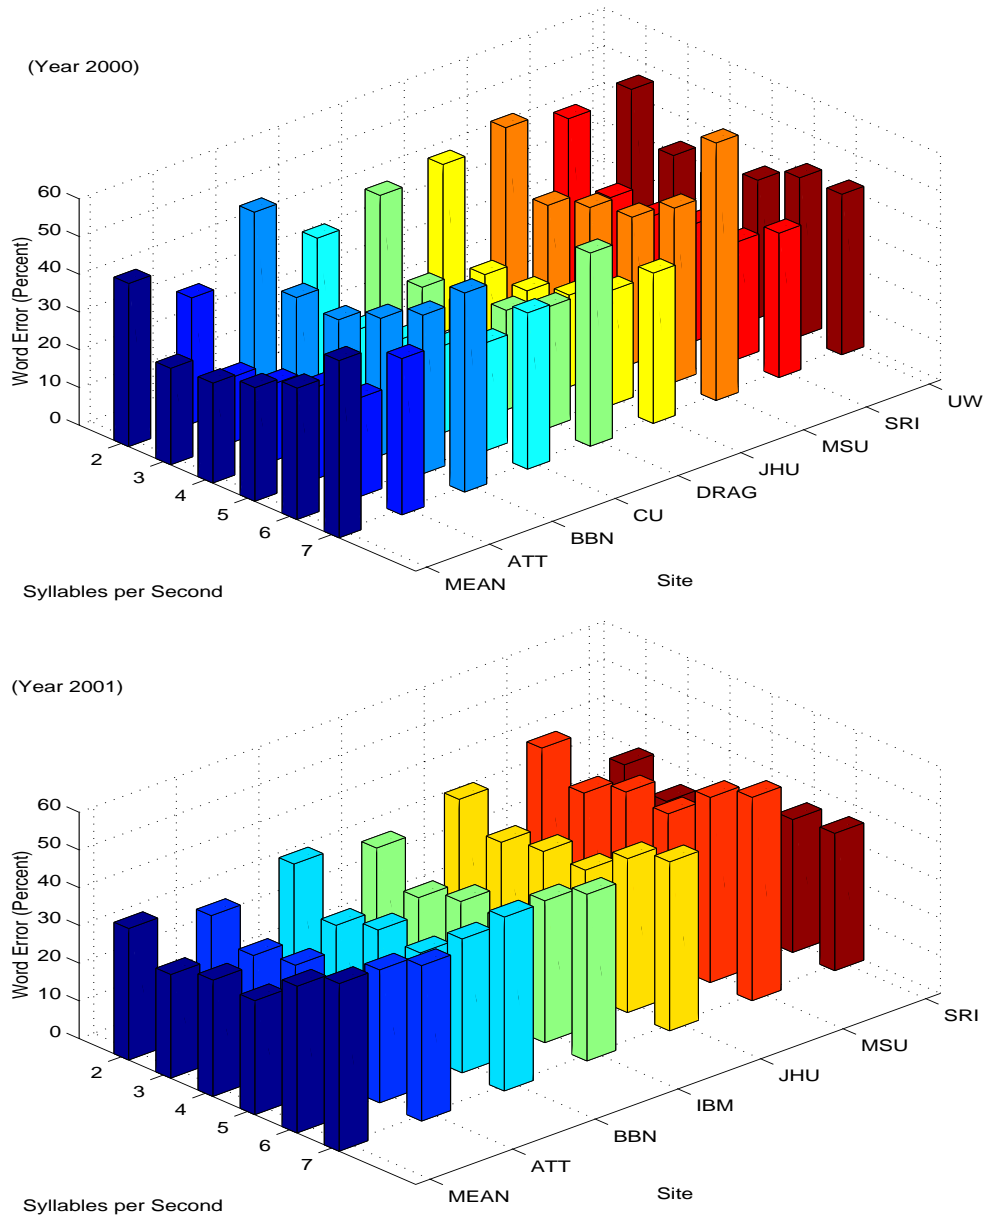 (Year 2000)
60
50
40
30
20
10
0
Word Error (Percent)
2
3
4
5
6
7
Syllables per Second
MEAN
ATT
BBN
CU
DRAG
JHU
MSU
SRI
UW
Site
(Year 2001)
60
50
40
30
20
10
0
Word Error (Percent)
2
3
4
5
6
7
Syllables per Second
MEAN
ATT
BBN
IBM
JHU
MSU
SRI
Site